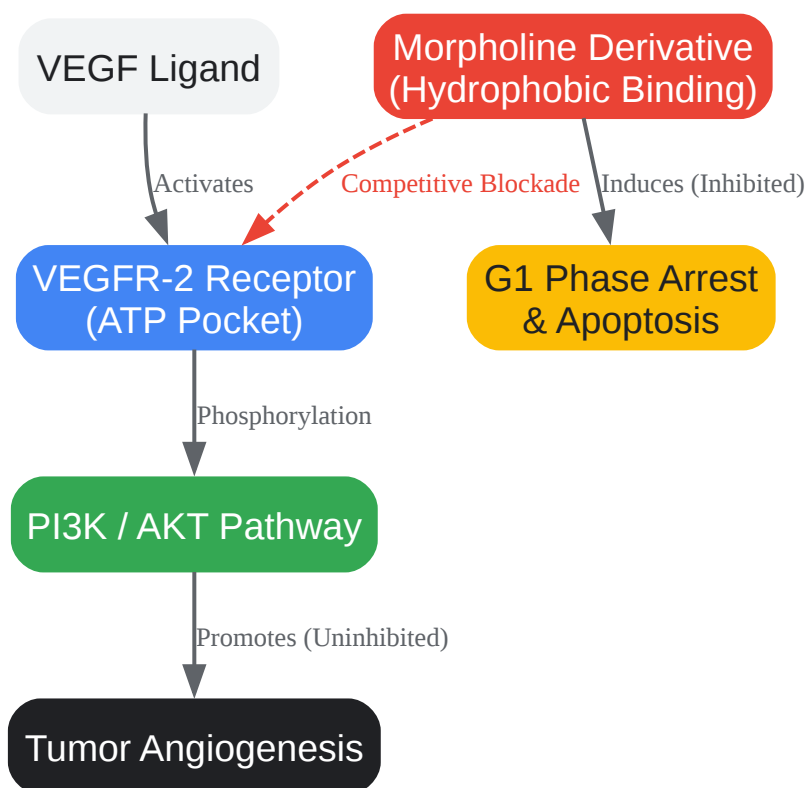 VEGF Ligand
Morpholine Derivative
(Hydrophobic Binding)
Activates
Competitive Blockade
Induces (Inhibited)
VEGFR-2 Receptor
(ATP Pocket)
G1 Phase Arrest
& Apoptosis
Phosphorylation
PI3K / AKT Pathway
Promotes (Uninhibited)
Tumor Angiogenesis